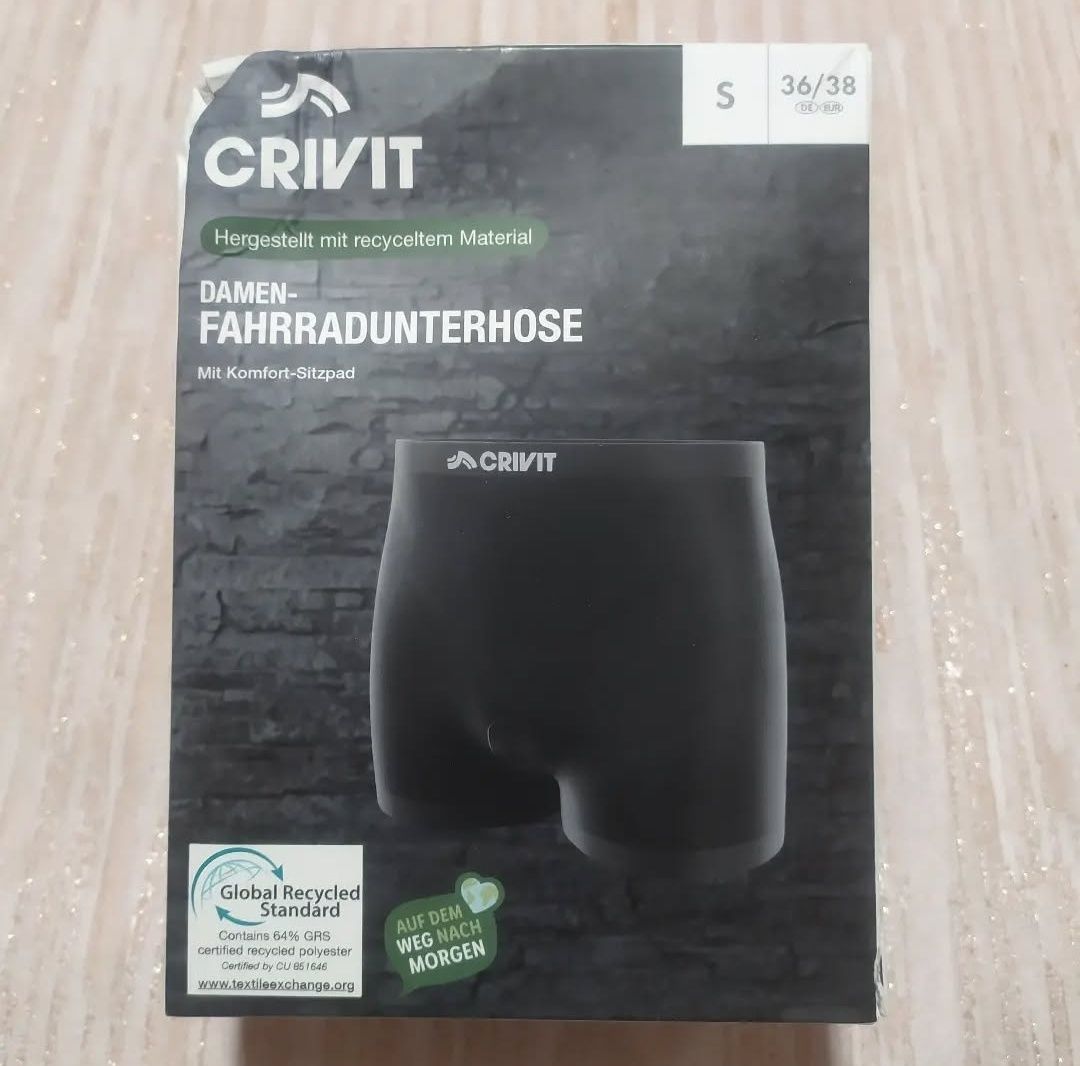 CRIVIT
S
36/38
DE EUR
Hergestellt mit recyceltem Material
DAMEN-
FAHRRADUNTERHOSE
Mit Komfort-Sitzpad
CRIVIT
Global Recycled
Standard
Contains 64% GRS
certified recycled polyester
Certified by CU 851646
www.textileexchange.org
AUF DEM
WEG NACH
MORGEN